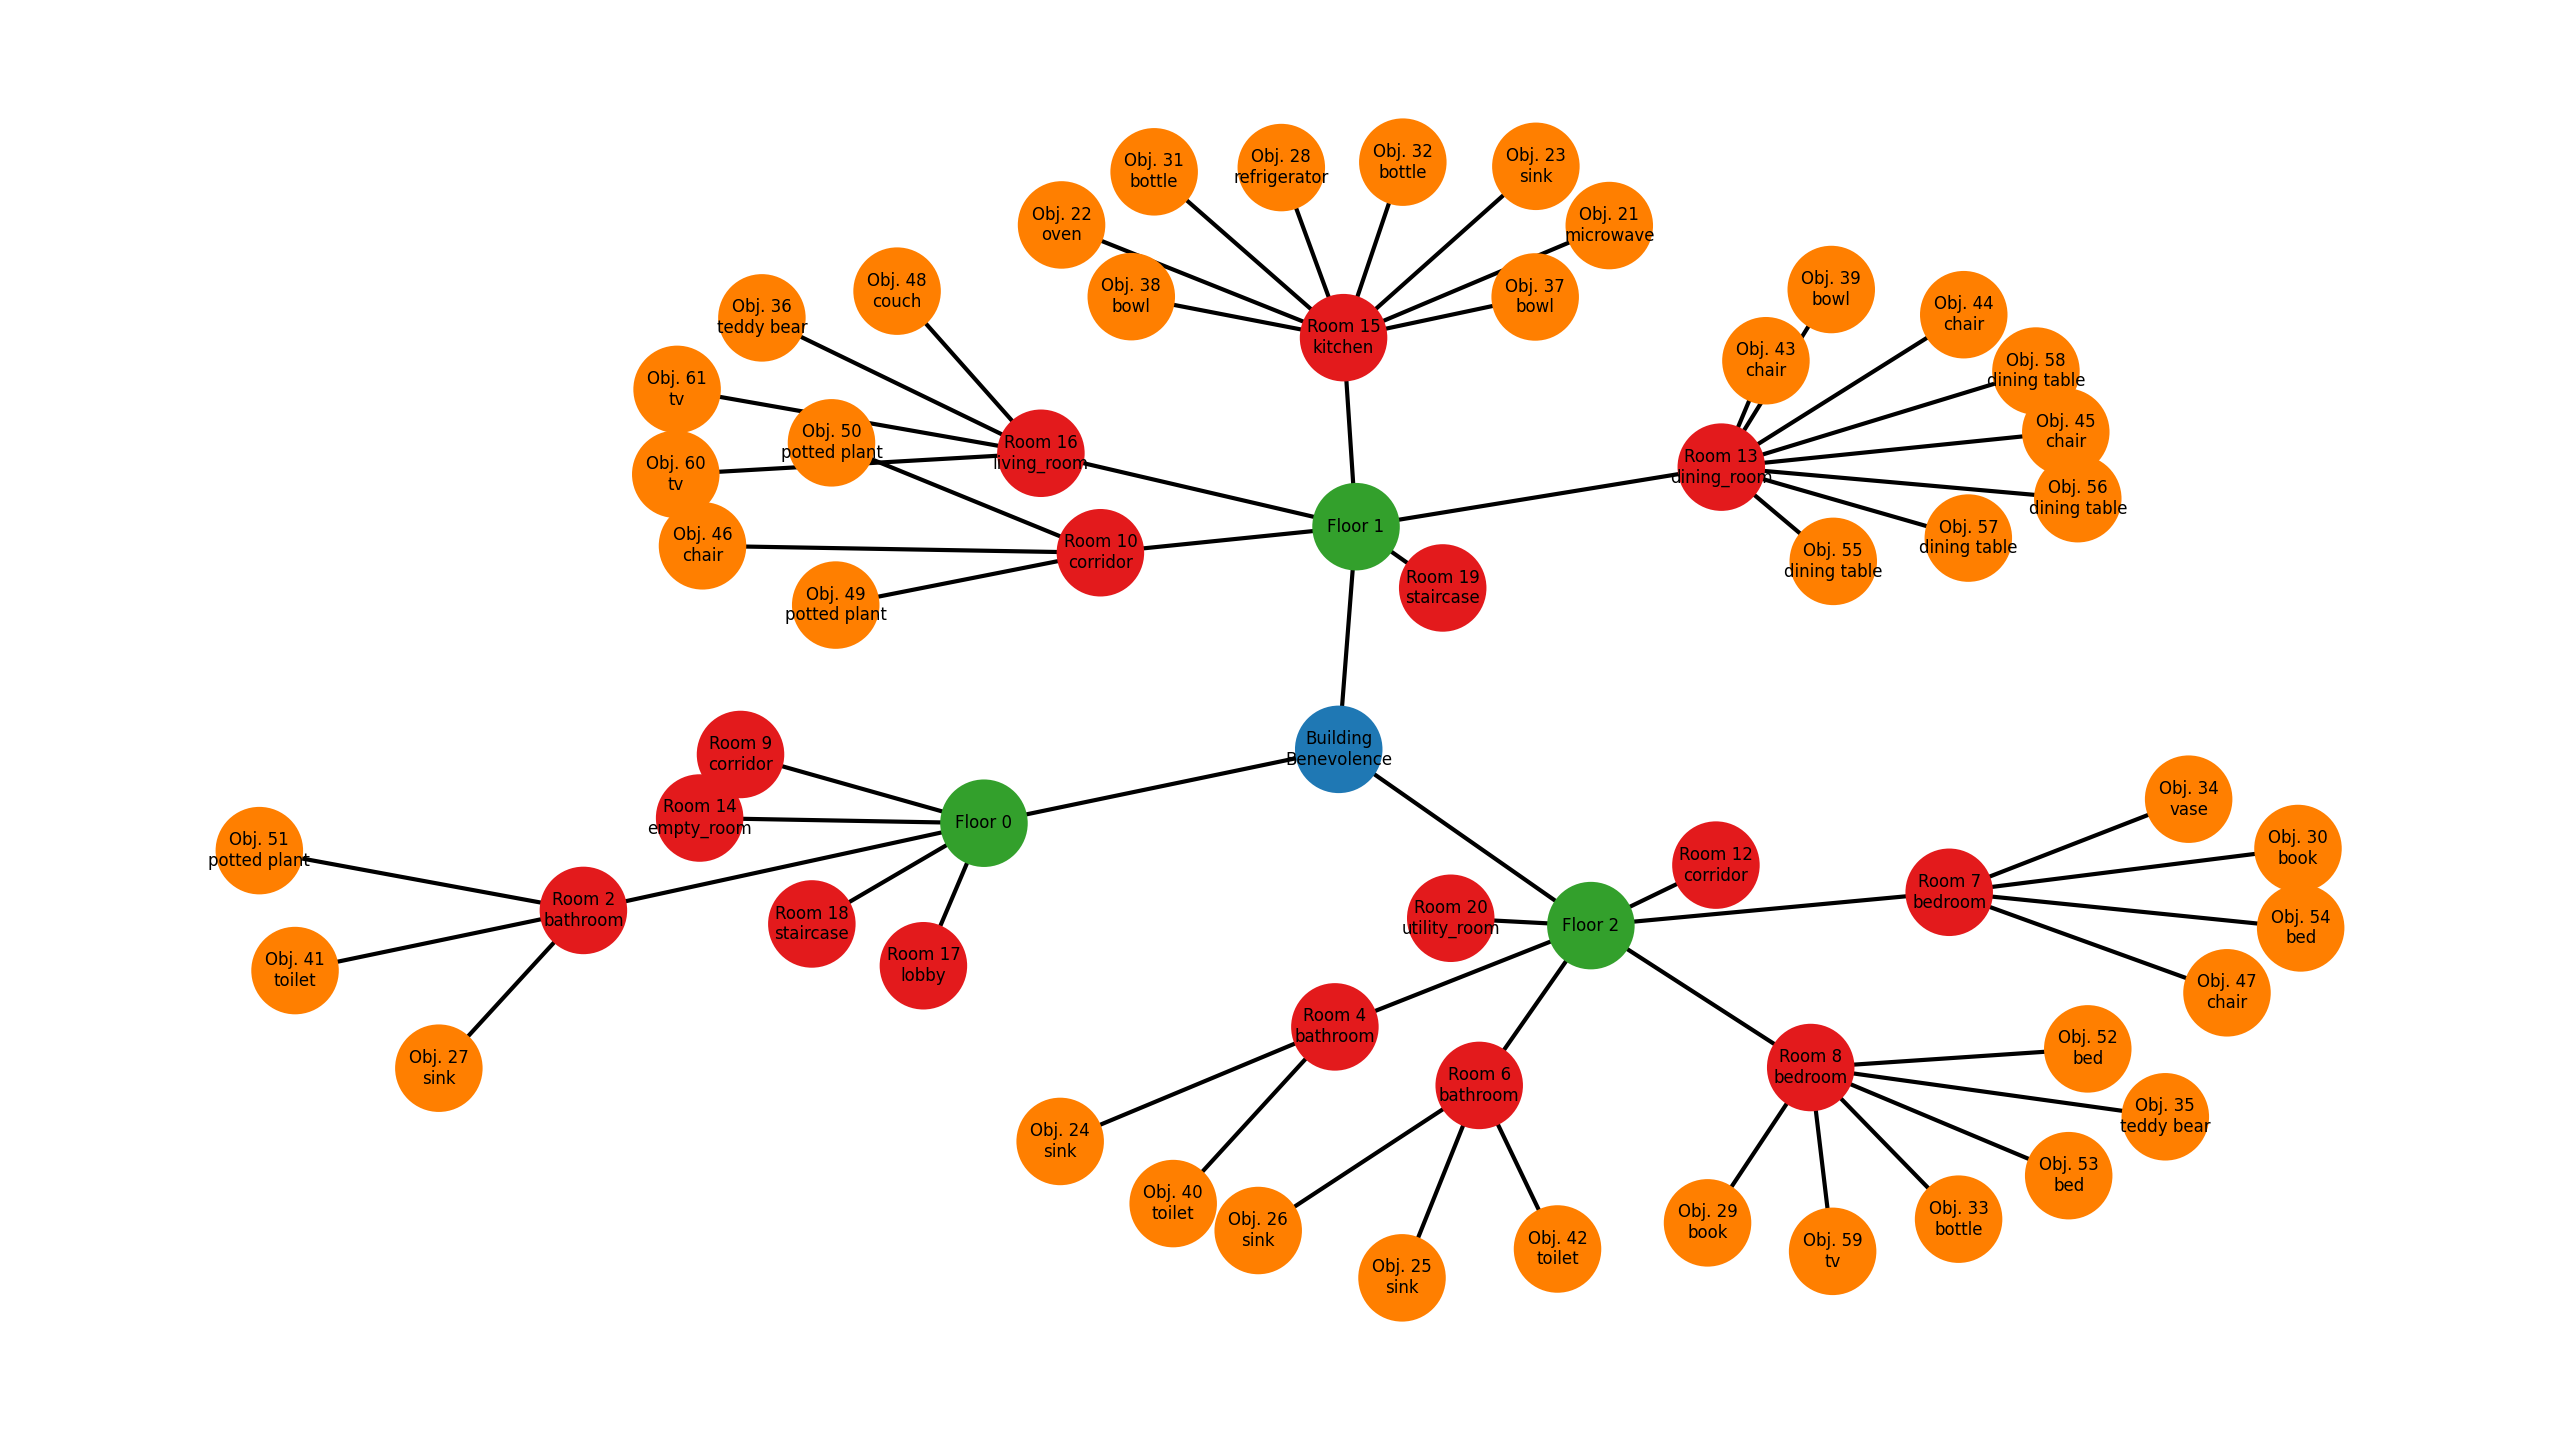 Obj. 32
bottle
Obj. 28
refrigerator
Obj. 23
sink
Obj. 31
bottle
Obj. 22
oven
Obj. 21
microwave
Obj. 38
bowl
Obj. 37
bowl
Room 15
kitchen
Obj. 48
couch
Obj. 36
teddy bear
Obj. 61
tv
Obj. 50
potted plant
Obj. 60
tv
Room 16
living_room
Obj. 46
chair
Room 10
corridor
Obj. 49
potted plant
Floor 1
Room 19
staircase
Obj. 39
bowl
Obj. 44
chair
Obj. 43
chair
Obj. 58
dining table
Obj. 45
chair
Room 13
dining_room
Obj. 56
dining table
Obj. 57
dining table
Obj. 55
dining table
Building
Benevolence
Room 9
corridor
Room 14
empty_room
Floor 0
Obj. 51
potted plant
Room 2
bathroom
Room 18
staircase
Room 17
lobby
Obj. 41
toilet
Obj. 27
sink
Room 12
corridor
Room 20
utility_room
Floor 2
Room 7
bedroom
Obj. 34
vase
Obj. 30
book
Obj. 54
bed
Obj. 47
chair
Room 4
bathroom
Room 6
bathroom
Room 8
bedroom
Obj. 52
bed
Obj. 35
teddy bear
Obj. 53
bed
Obj. 24
sink
Obj. 40
toilet
Obj. 26
sink
Obj. 25
sink
Obj. 42
toilet
Obj. 29
book
Obj. 59
tv
Obj. 33
bottle